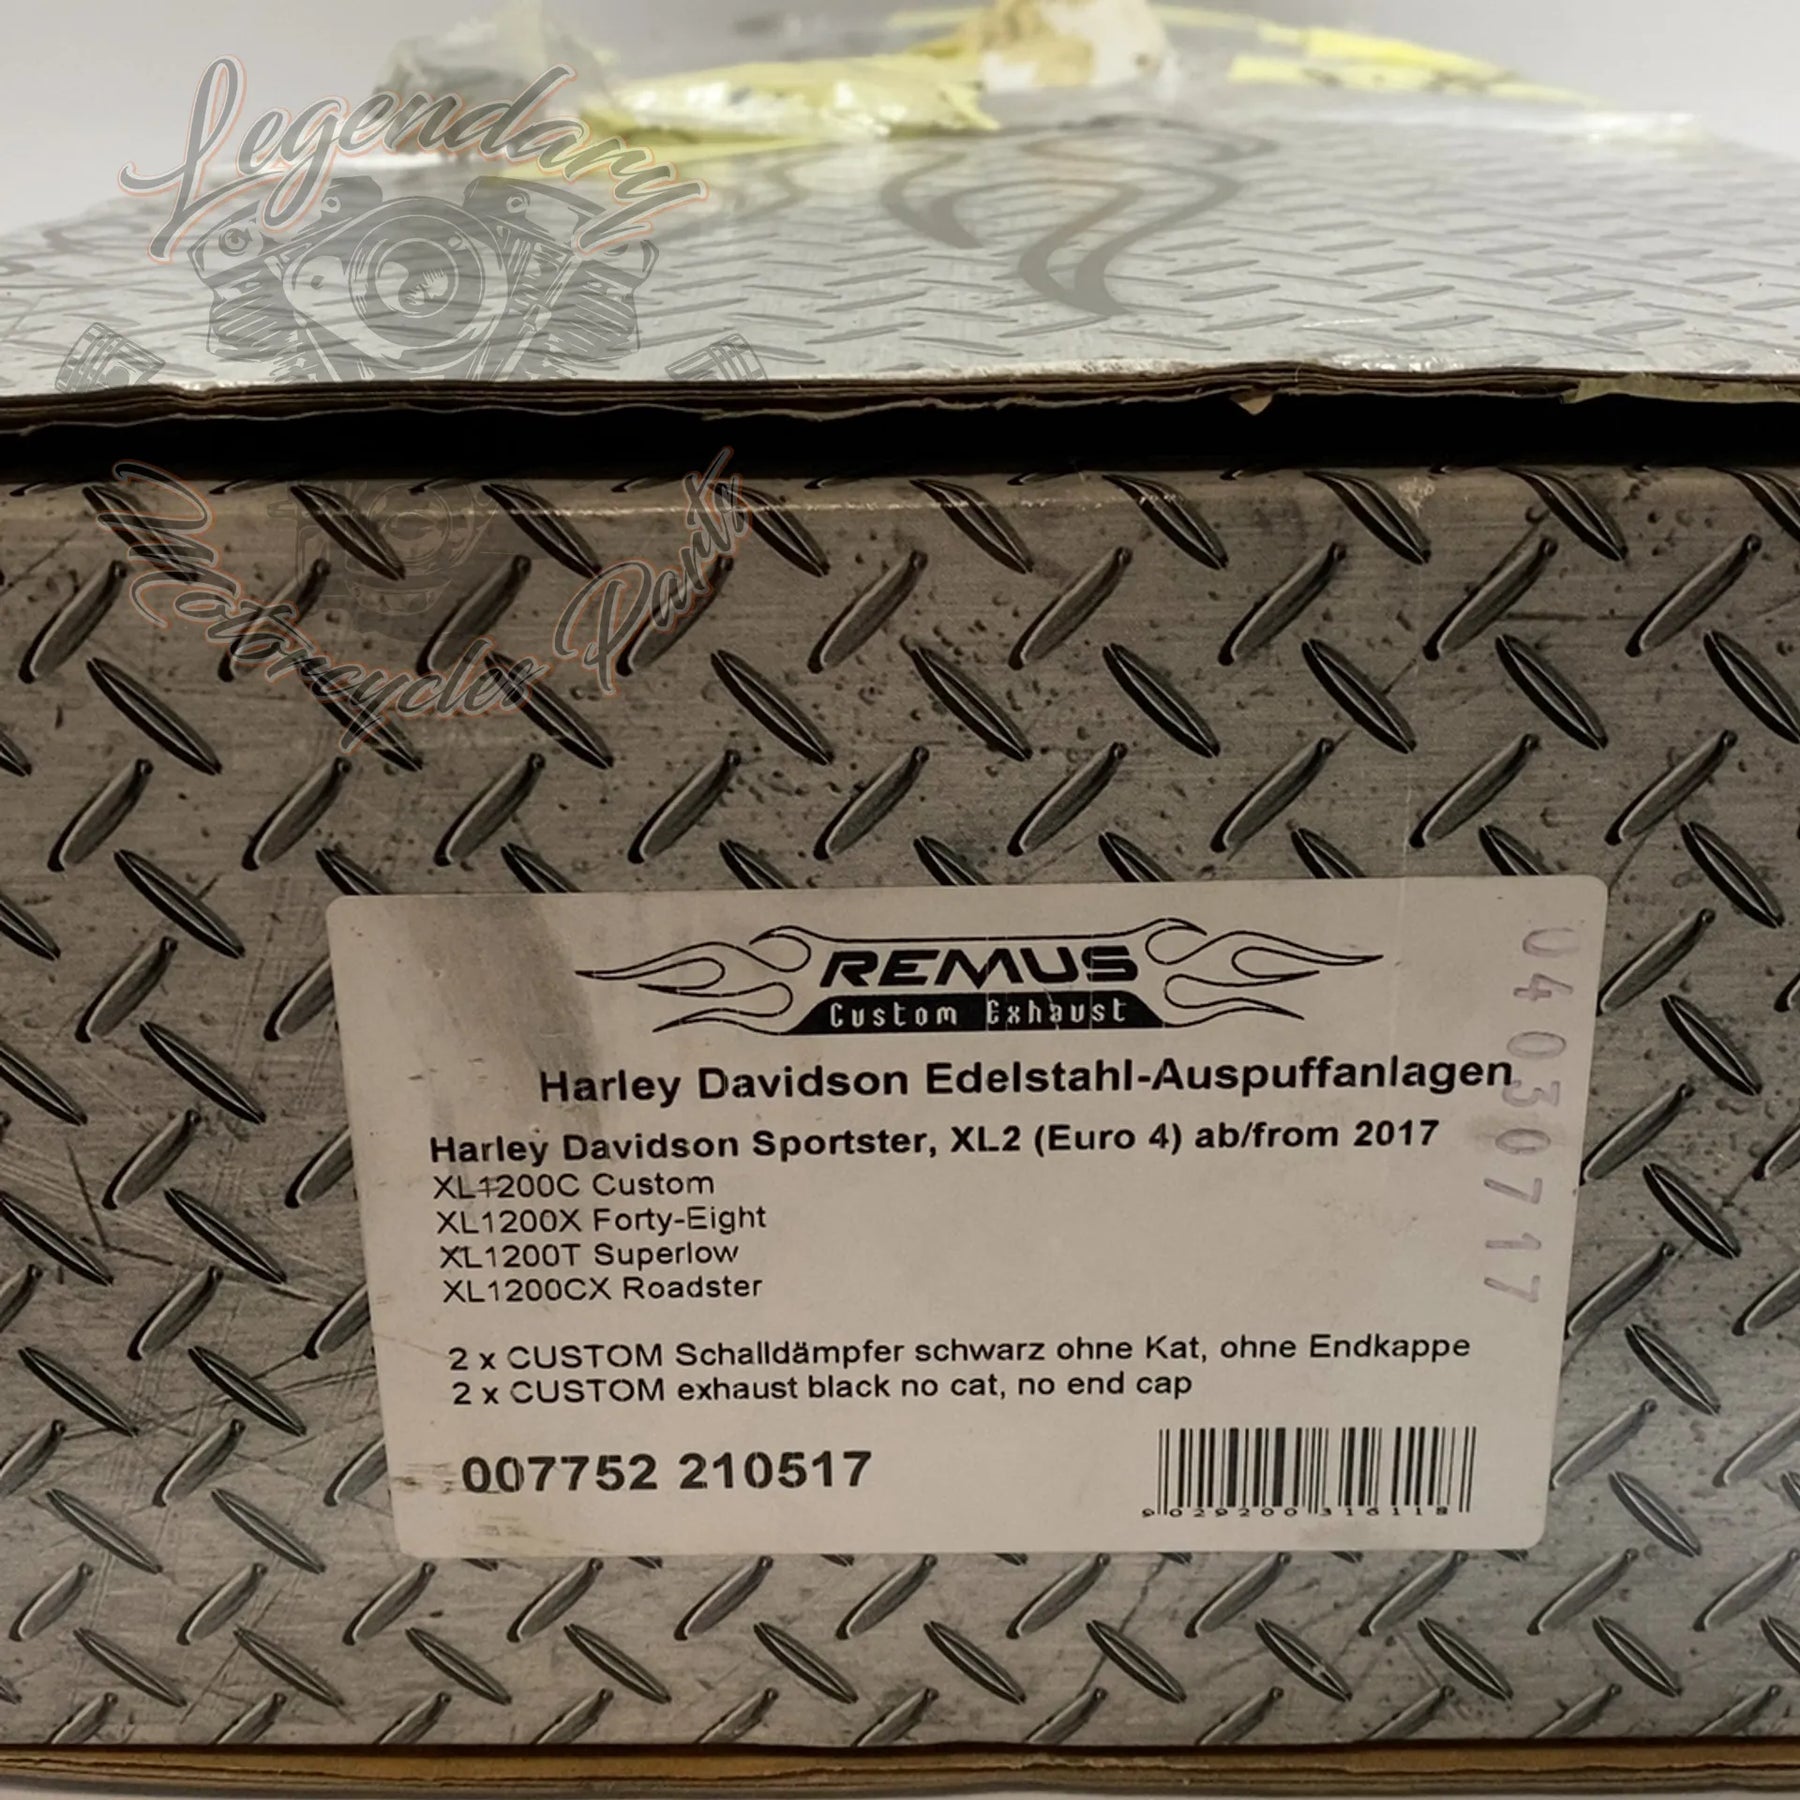 Legendary
Motorcycles Parts
REMUS
Custom Exhaust
Harley Davidson Edelstahl-Auspuffanlagen
Harley Davidson Sportster, XL2 (Euro 4) ab/from 2017
XL1200C Custom
XL1200X Forty-Eight
XL1200T Superlow
XL1200CX Roadster
2 x CUSTOM Schalldämpfer schwarz ohne Kat, ohne Endkappe
2 x CUSTOM exhaust black no cat, no end cap
007752 210517
9029200316118
04030717